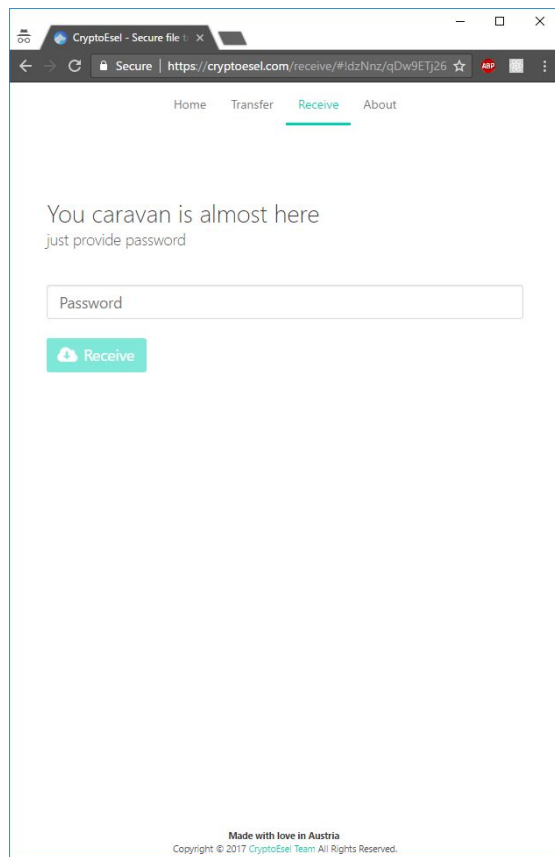 CryptoEsel - Secure file t
Secure | https://cryptoesel.com/receive/#!dzNnz/qDw9ETj26
ABP
Home Transfer Receive About
You caravan is almost here
just provide password
Password
Receive
Made with love in Austria
Copyright © 2017 CryptoEsel Team All Rights Reserved.